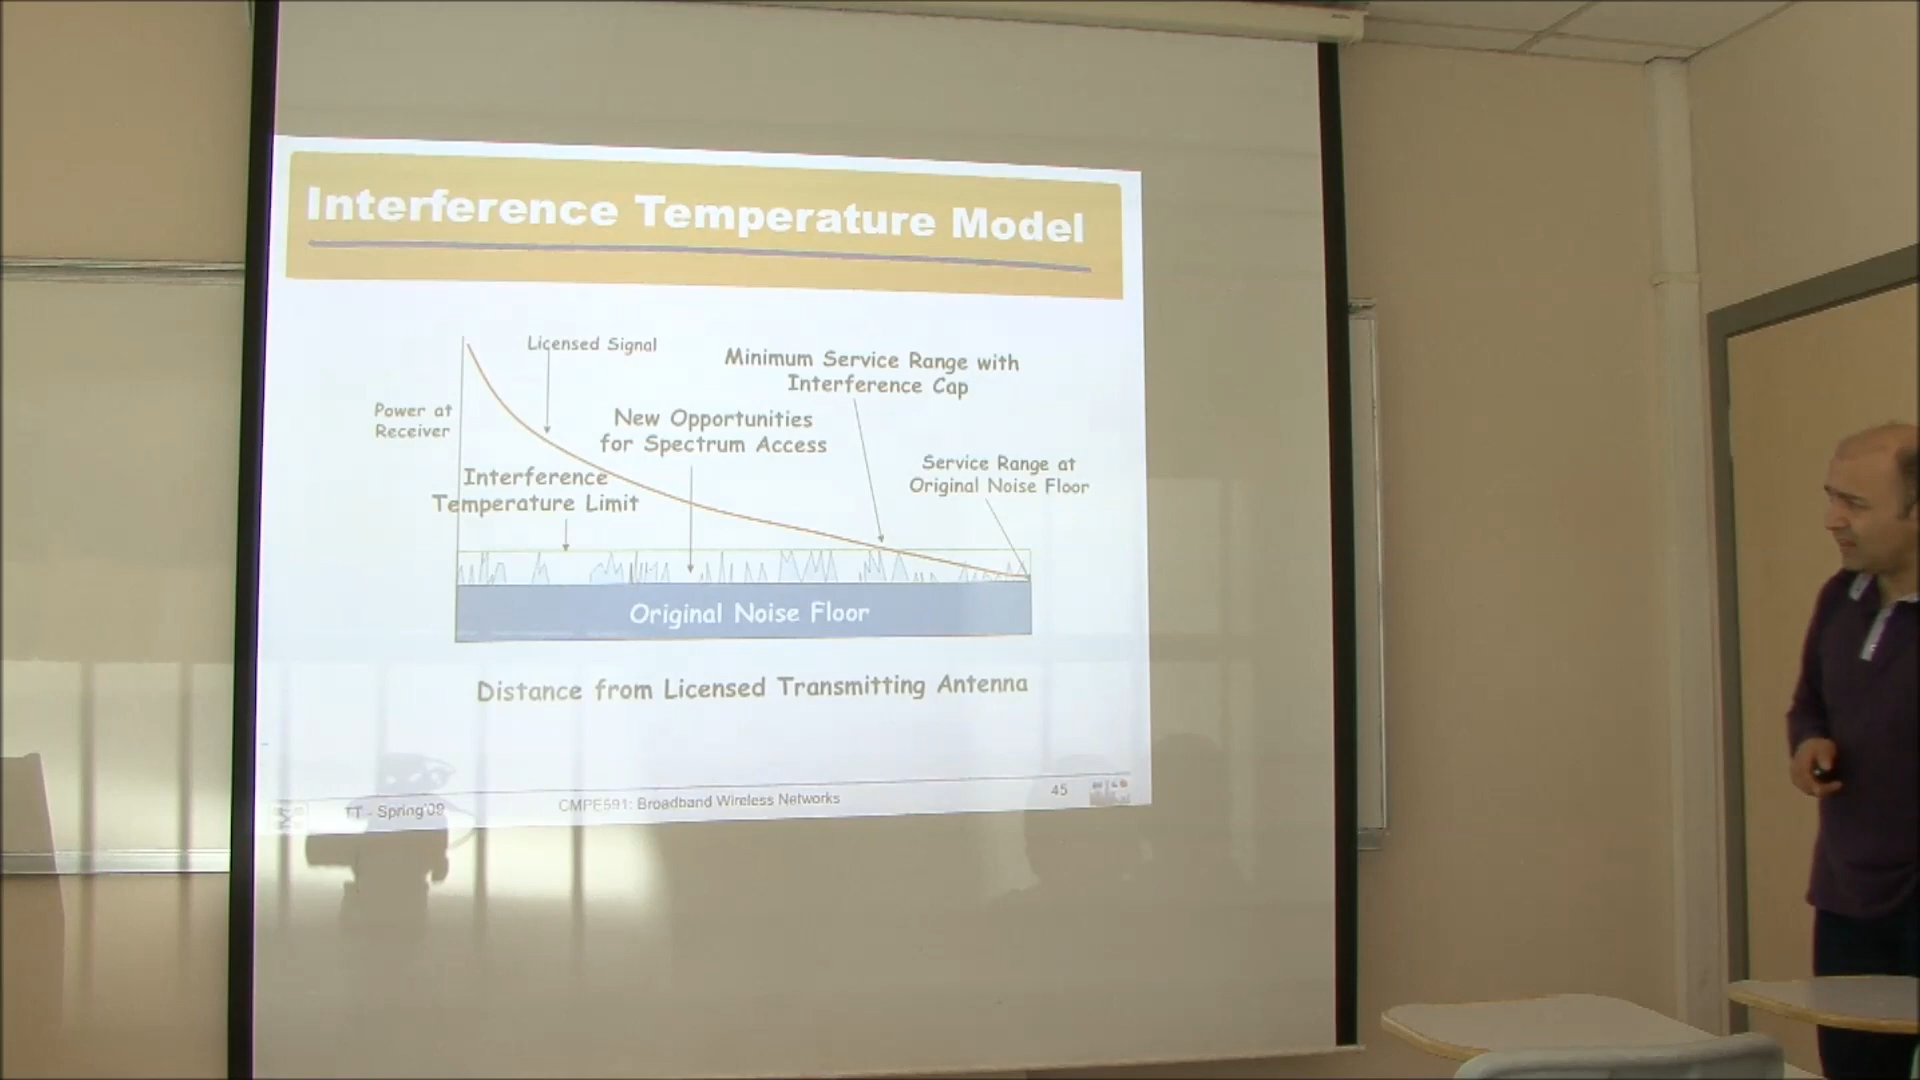 Interference Temperature Model
Licensed Signal
Minimum Service Range with
Interference Cap
Power at
Receiver
New Opportunities
for Spectrum Access
Interference
Temperature Limit
Service Range at
Original Noise Floor
Original Noise Floor
Distance from Licensed Transmitting Antenna
TT - Spring'09
CMPE591: Broadband Wireless Networks
45